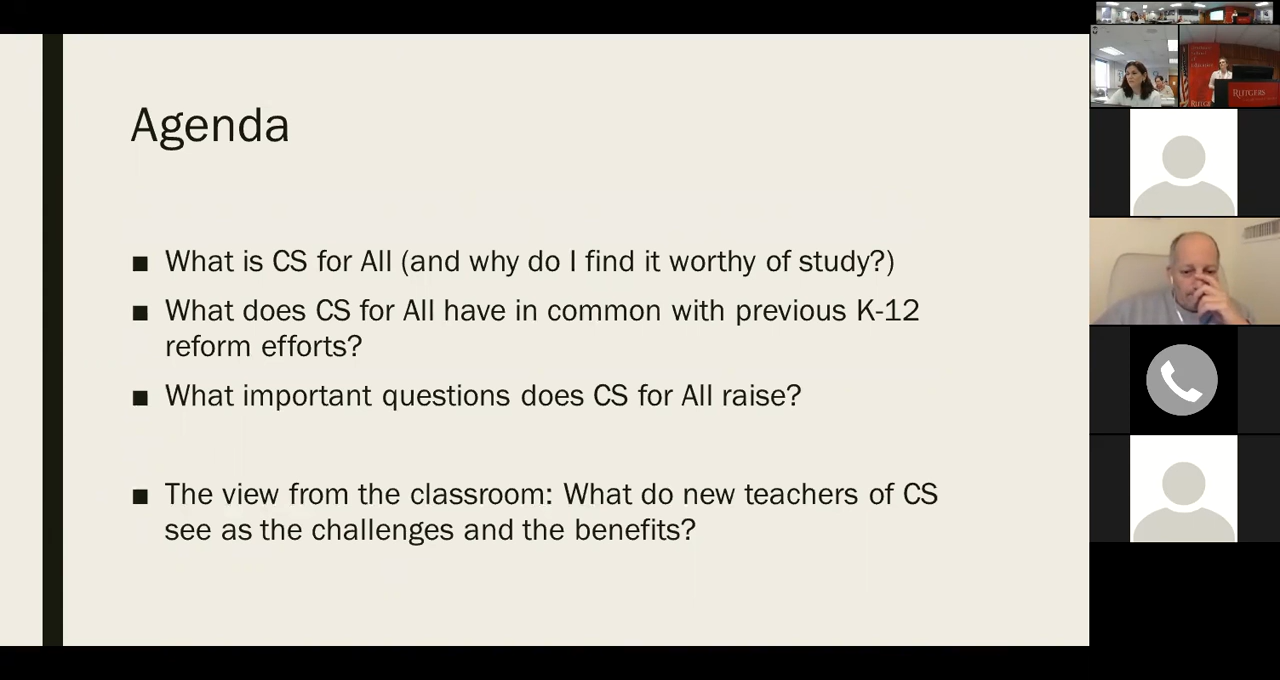 Agenda
■ What is CS for All (and why do I find it worthy of study?)
■ What does CS for All have in common with previous K-12
reform efforts?
■ What important questions does CS for All raise?
■ The view from the classroom: What do new teachers of CS
see as the challenges and the benefits?
RUTGERS